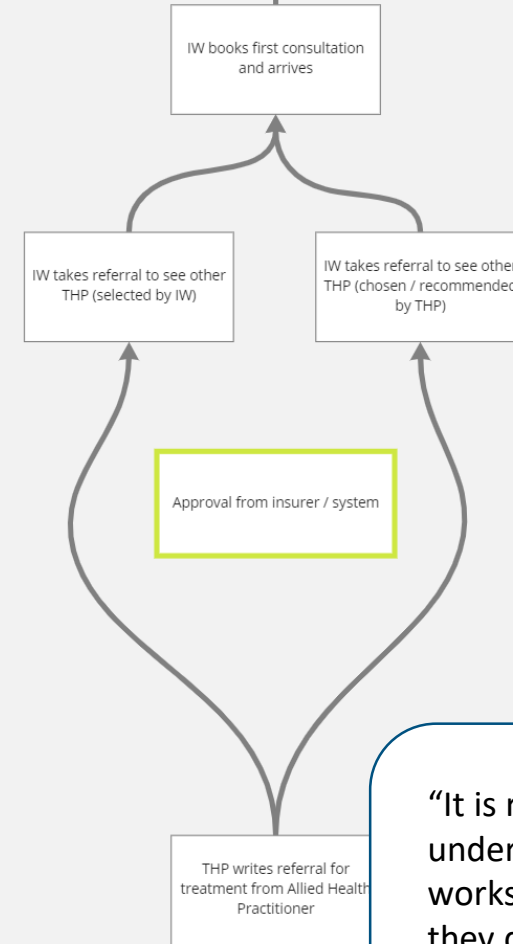 IW books first consultation
and arrives
IW takes referral to see other
THP (selected by IW)
IW takes referral to see other
THP (chosen / recommended
by THP)
Approval from insurer / system
THP writes referral for
treatment from Allied Health
Practitioner
“It is
under
works
they